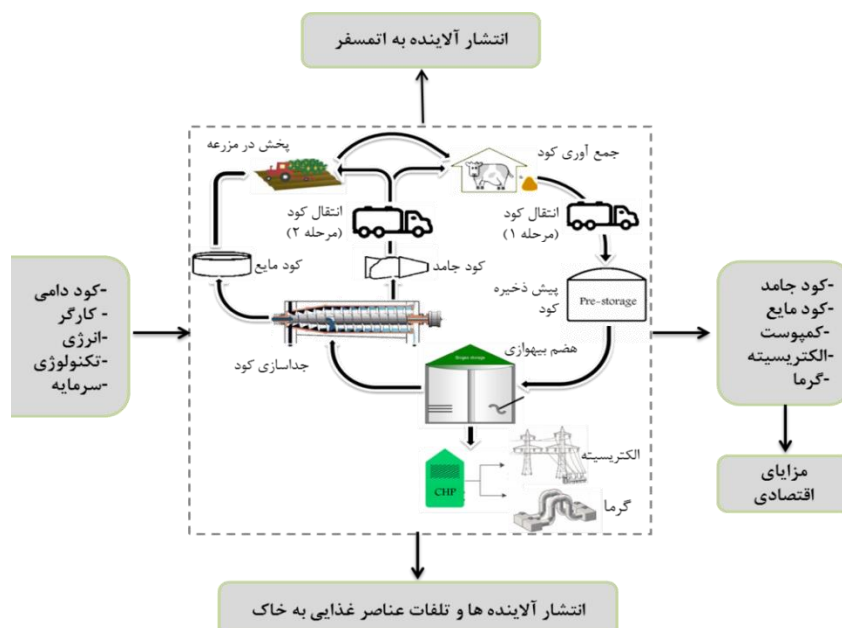 انتشار آلاینده به اتمسفر
پخش در مزرعه
جمع آوری کود
انتقال کود
(مرحله ۱)
انتقال کود
(مرحله ۲)
کود مایع
کود جامد
پیش ذخیره
کود
Pre-storage
جداسازی کود
هضم بیهوازی
Biogas storage
CHP
الکتریسیته
گرما
-کود دامی
- کارگر
-انرژی
-تکنولوژی
-سرمایه
-کود جامد
-کود مایع
-کمپوست
-الکتریسیته
-گرما
مزایای
اقتصادی
انتشار آلاینده ها و تلفات عناصر غذایی به خاک